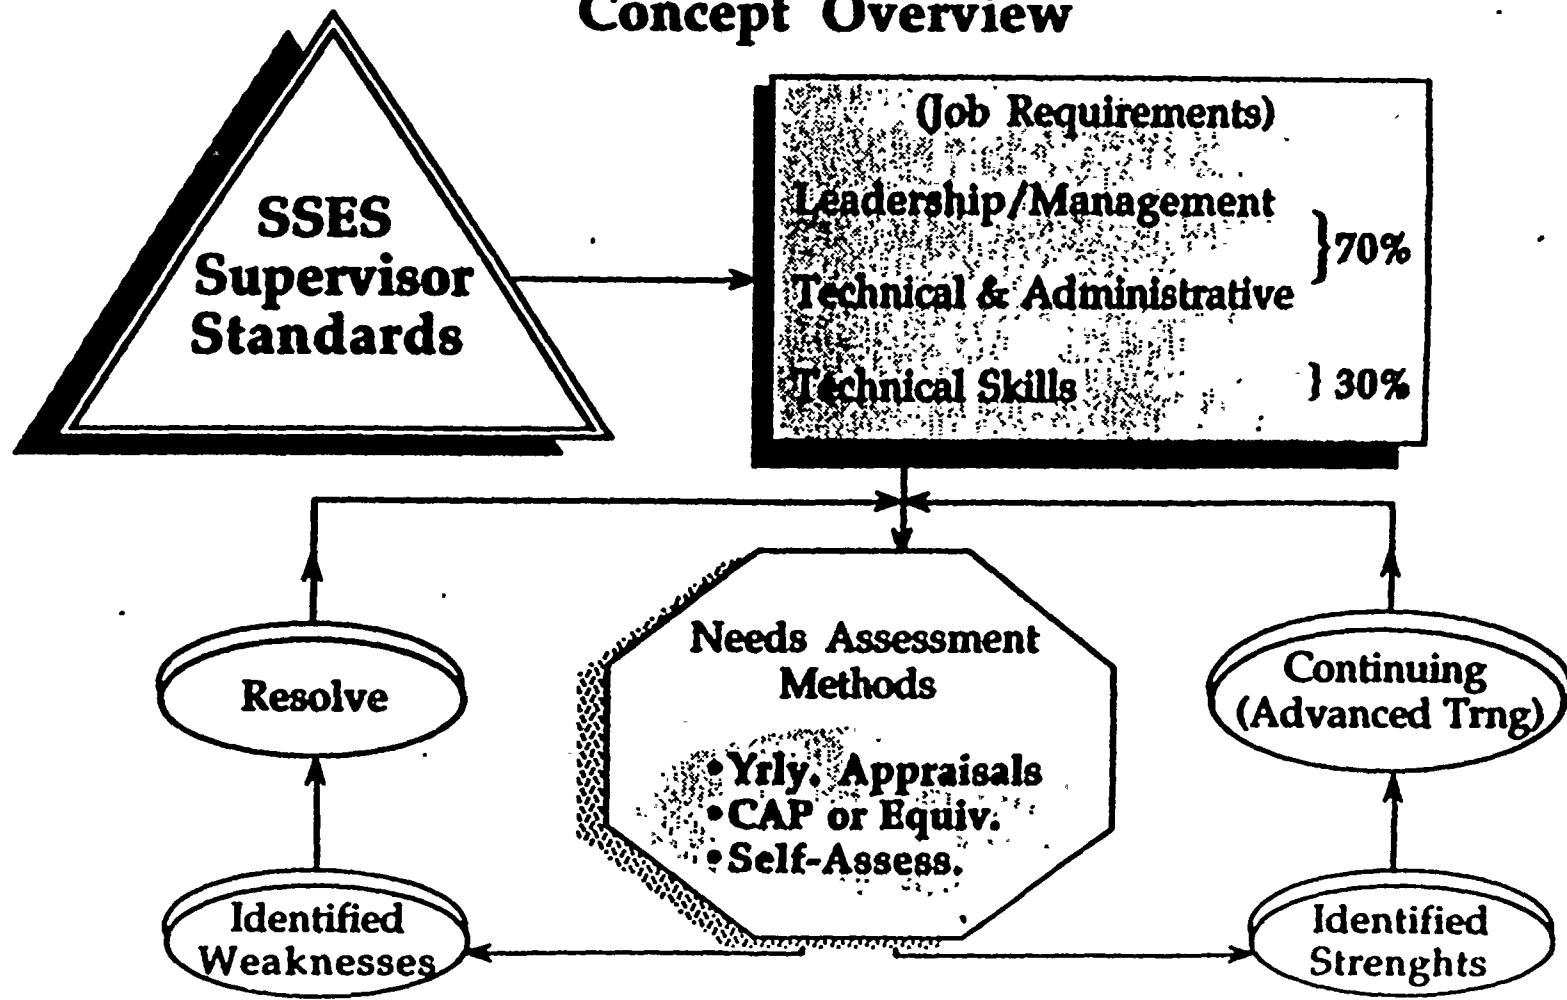 Concept Overview
SSES
Supervisor
Standards
(Job Requirements)
Leadership/Management
Technical & Administrative
}70%
Technical Skills } 30%
Needs Assessment
Methods
•Yrly. Appraisals
•CAP or Equiv.
•Self-Assess.
Resolve
Identified
Weaknesses
Continuing
(Advanced Trng)
Identified
Strenghts